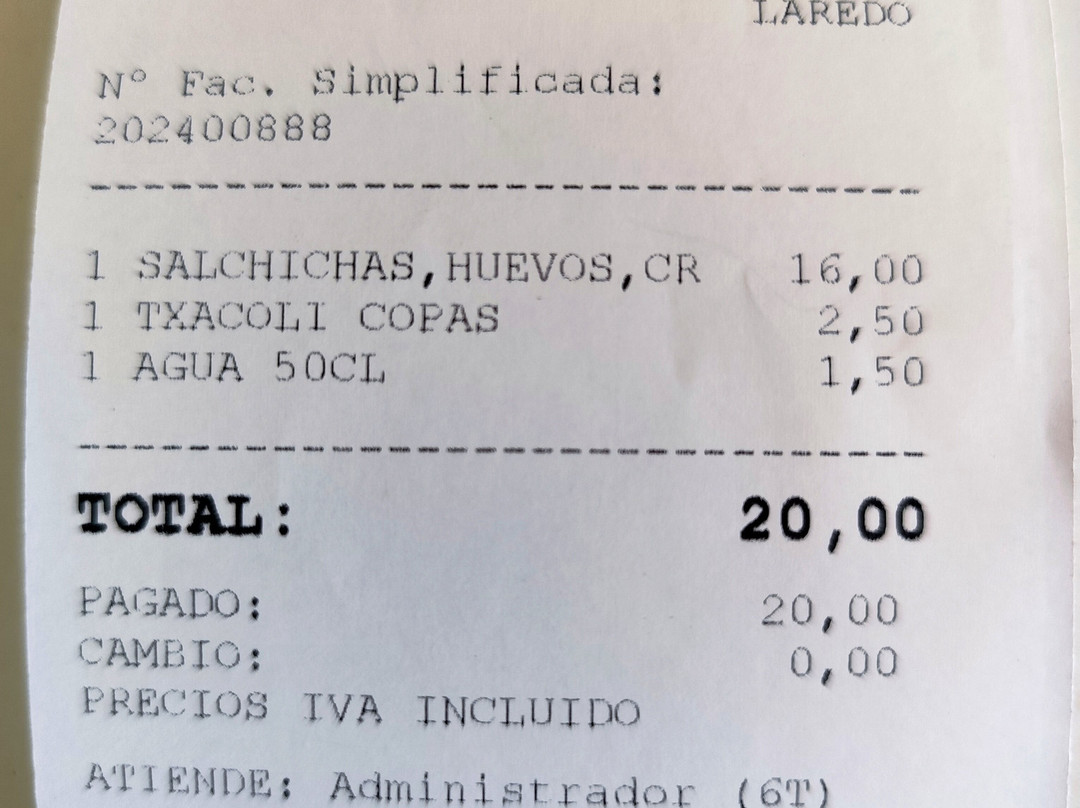 LAREDO
Nº Fac. Simplificada:
202400888
1 SALCHICHAS,HUEVOS,CR 16,00
1 TXACOLI COPAS 2,50
1 AGUA 50CL 1,50
TOTAL: 20,00
PAGADO: 20,00
CAMBIO: 0,00
PRECIOS IVA INCLUIDO
ATIENDE: Administrador (6T)